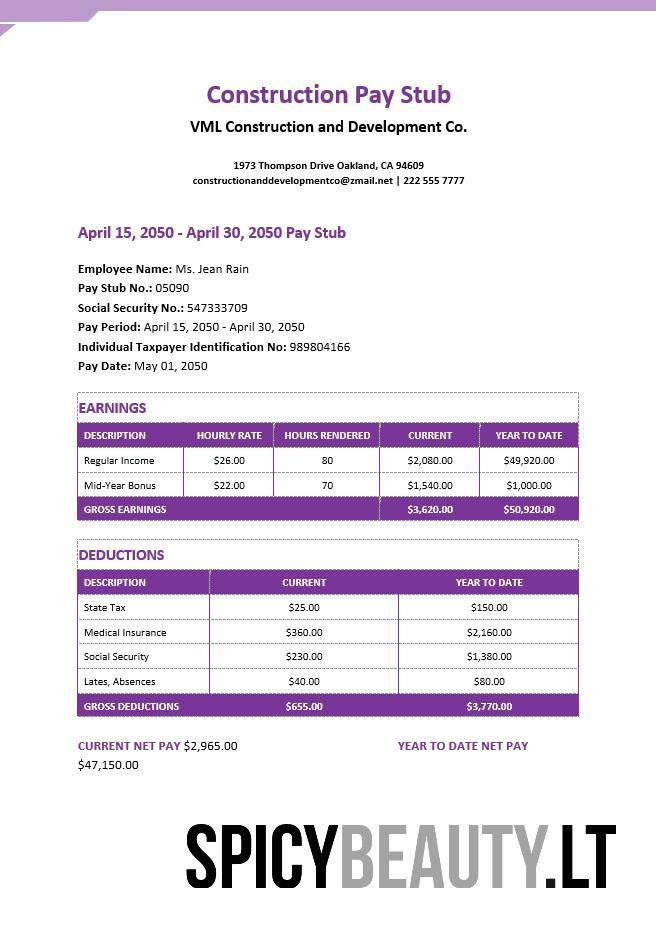 Construction Pay Stub
VML Construction and Development Co.
1973 Thompson Drive Oakland, CA 94609
constructionanddevelopmentco@zmail.net | 222 555 7777
April 15, 2050 - April 30, 2050 Pay Stub
Employee Name: Ms. Jean Rain
Pay Stub No.: 05090
Social Security No.: 547333709
Pay Period: April 15, 2050 - April 30, 2050
Individual Taxpayer Identification No: 989804166
Pay Date: May 01, 2050
EARNINGS
DESCRIPTION HOURLY RATE HOURS RENDERED CURRENT YEAR TO DATE
Regular Income $26.00 80 $2,080.00 $49,920.00
Mid-Year Bonus $22.00 70 $1,540.00 $1,000.00
GROSS EARNINGS $3,620.00 $50,920.00
DEDUCTIONS
DESCRIPTION CURRENT YEAR TO DATE
State Tax $25.00 $150.00
Medical Insurance $360.00 $2,160.00
Social Security $230.00 $1,380.00
Lates, Absences $40.00 $80.00
GROSS DEDUCTIONS $655.00 $3,770.00
CURRENT NET PAY $2,965.00 YEAR TO DATE NET PAY
$47,150.00
SPICYBEAUTY.LT